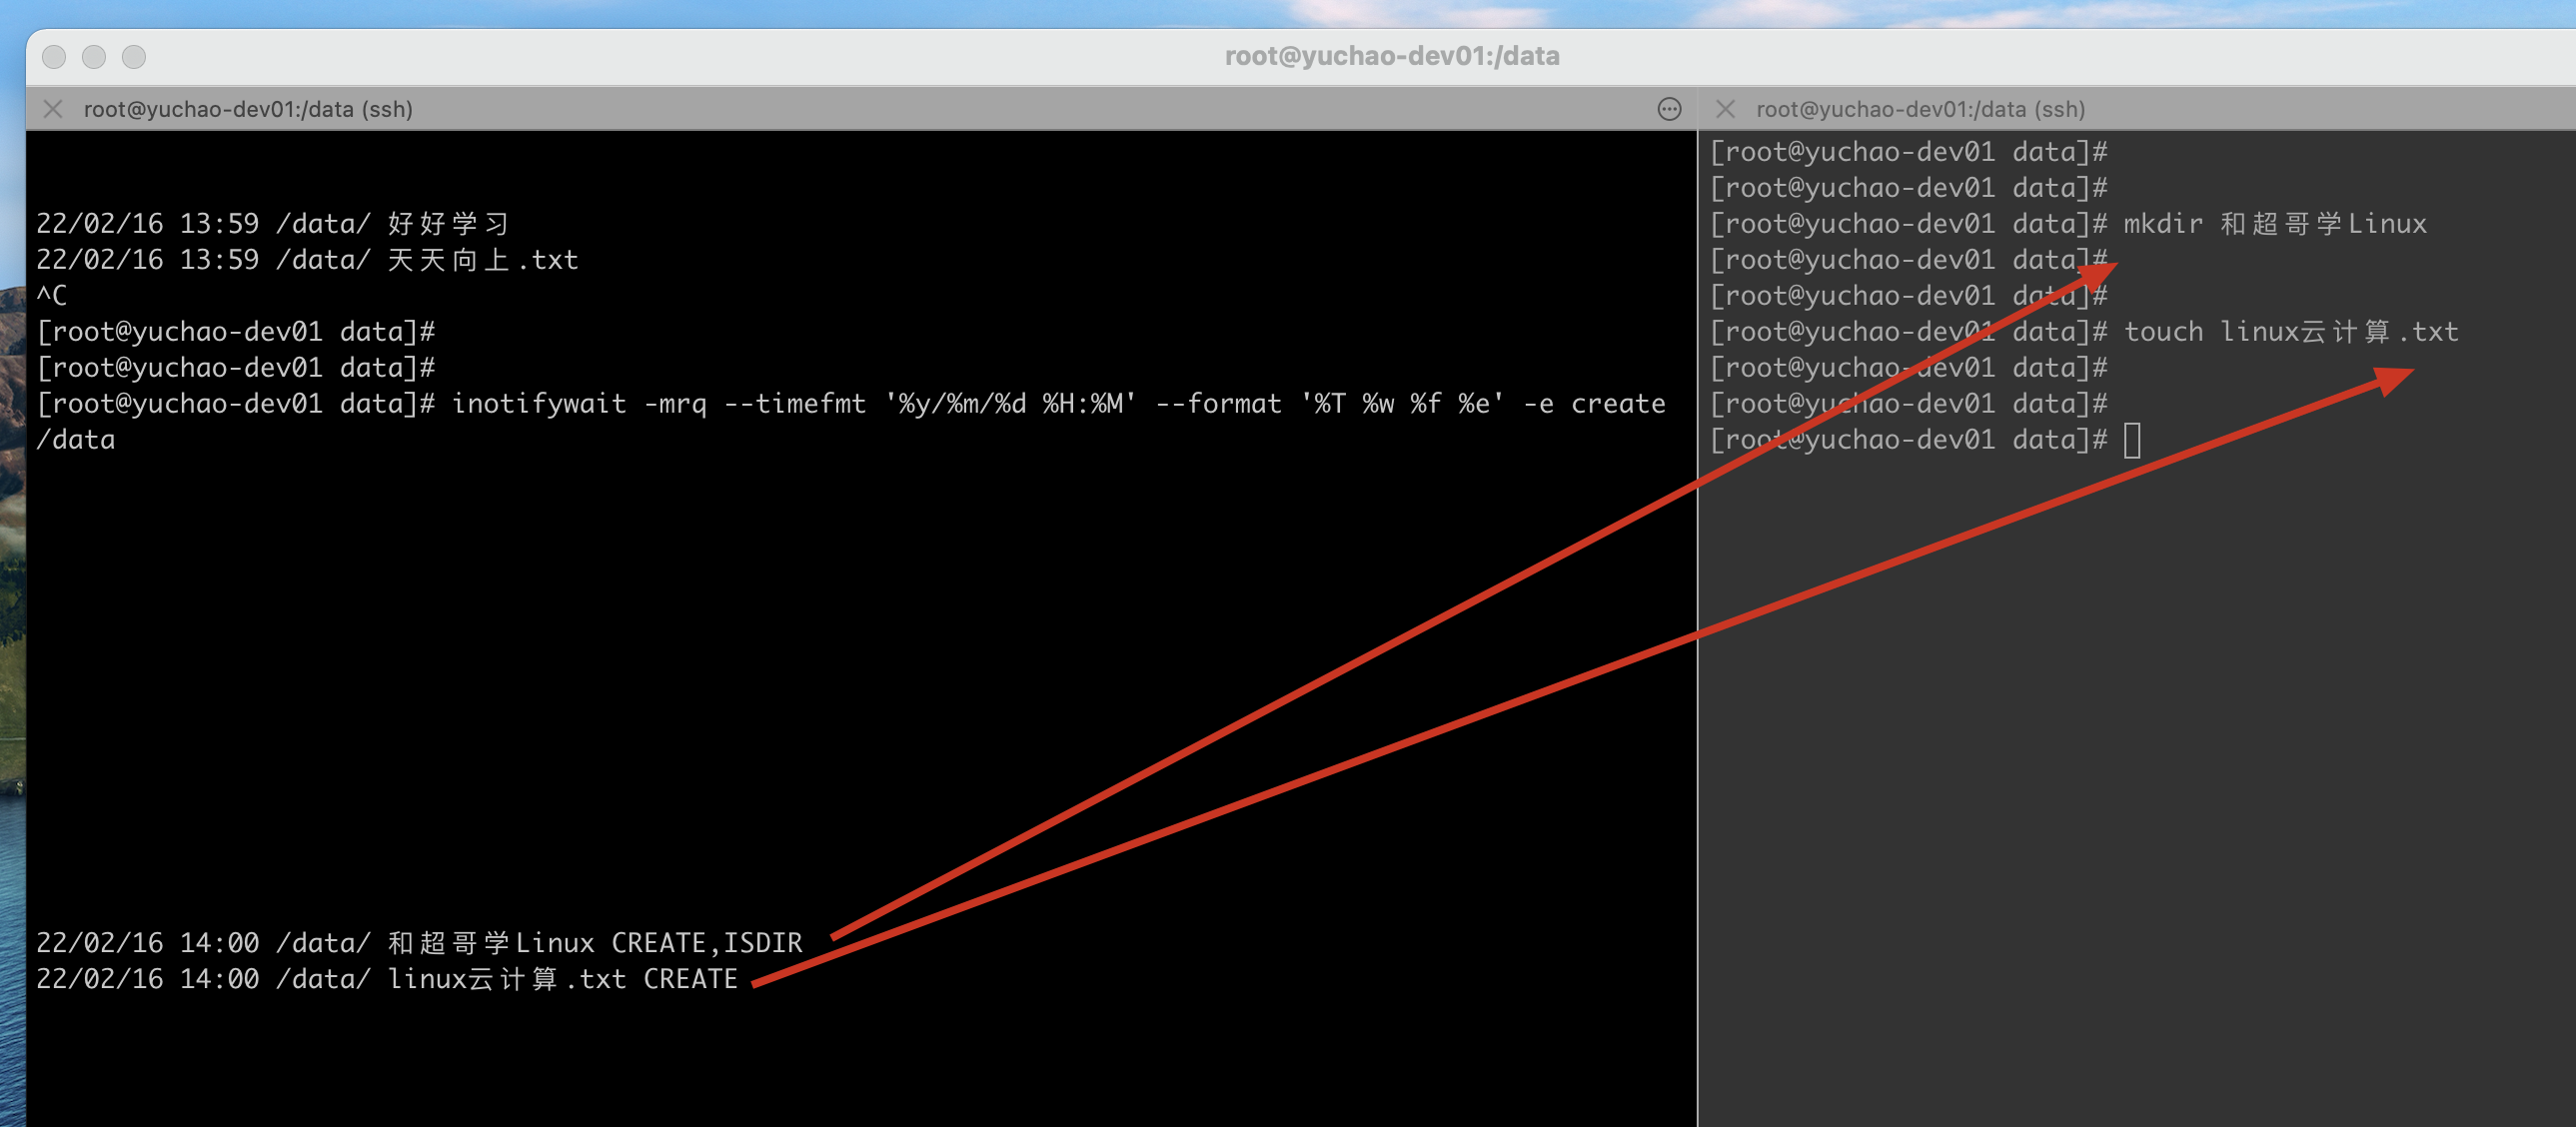 root@yuchao-dev01:/data
root@yuchao-dev01:/data (ssh)
22/02/16 13:59 /data/ 好好学习
22/02/16 13:59 /data/ 天天向上.txt
^C
[root@yuchao-dev01 data]#
[root@yuchao-dev01 data]#
[root@yuchao-dev01 data]# inotifywait -mrq --timefmt '%y/%m/%d %H:%M' --format '%T %w %f %e' -e create
/data
22/02/16 14:00 /data/ 和超哥学Linux CREATE,ISDIR
22/02/16 14:00 /data/ linux云计算.txt CREATE
root@yuchao-dev01:/data (ssh)
[root@yuchao-dev01 data]#
[root@yuchao-dev01 data]#
[root@yuchao-dev01 data]# mkdir 和超哥学Linux
[root@yuchao-dev01 data]#
[root@yuchao-dev01 data]#
[root@yuchao-dev01 data]# touch linux云计算.txt
[root@yuchao-dev01 data]#
[root@yuchao-dev01 data]#
[root@yuchao-dev01 data]#